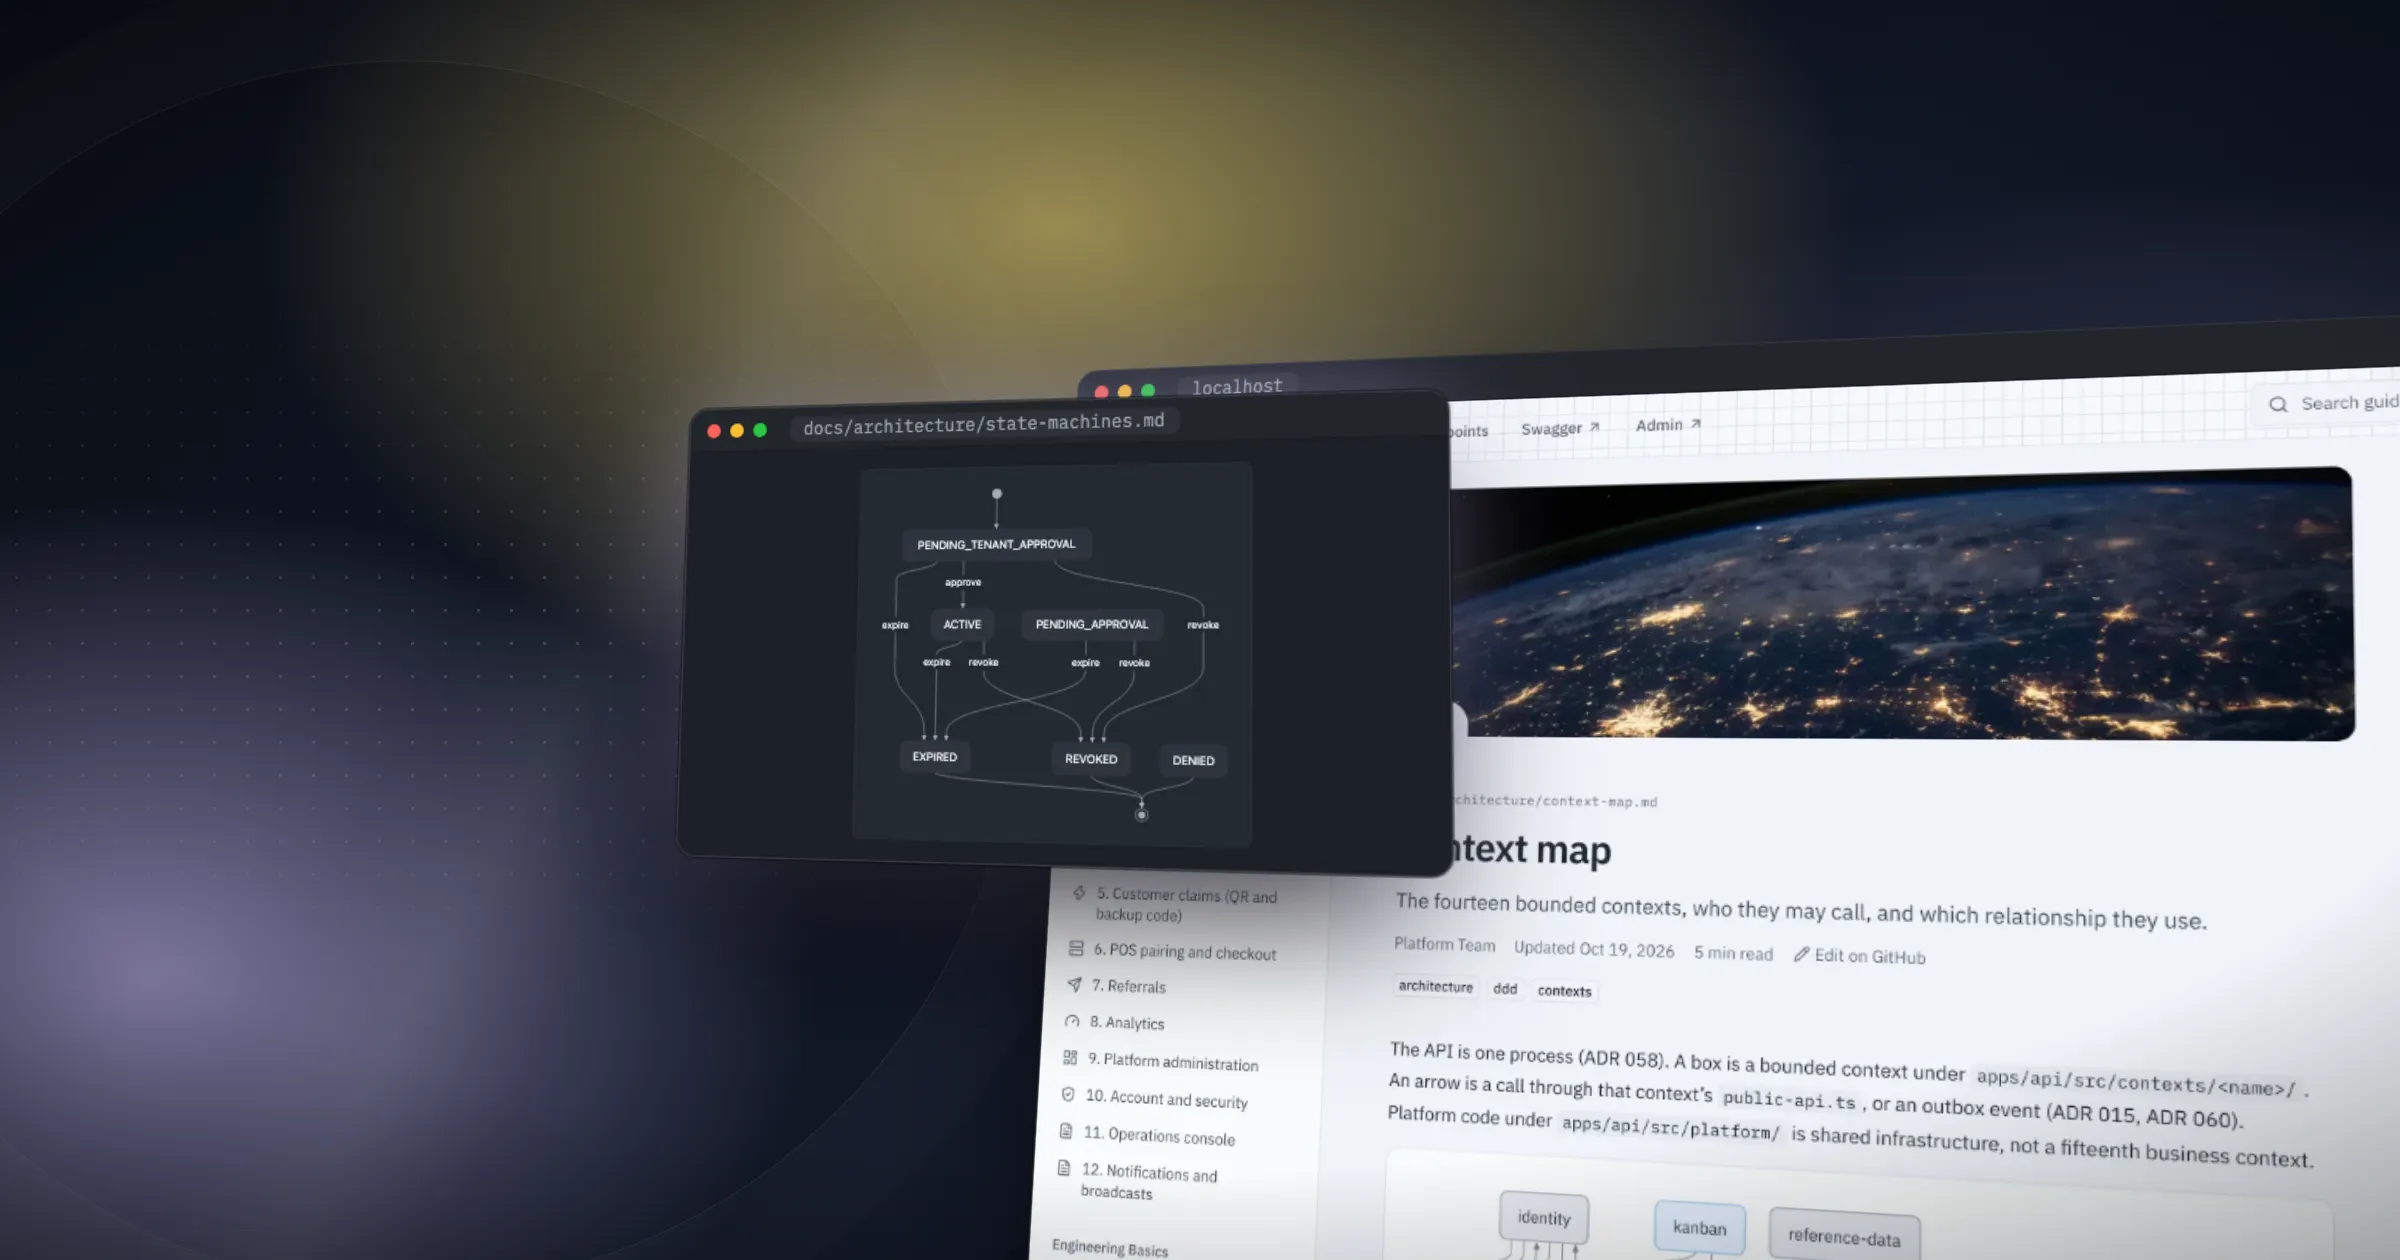 localhost
docs/architecture/state-machines.md
Swagger ↗
Admin ↗
Search
PENDING_TENANT_APPROVAL
approve
expire
ACTIVE
PENDING_APPROVAL
revoke
expire
revoke
expire
revoke
EXPIRED
REVOKED
DENIED
5. Customer claims (QR and
backup code)
6. POS pairing and checkout
7. Referrals
8. Analytics
9. Platform administration
10. Account and security
11. Operations console
12. Notifications and
broadcasts
Engineering Basics
chitecture/context-map.md
ntext map
The fourteen bounded contexts, who they may call, and which relationship they use.
Platform Team Updated Oct 19, 2026 5 min read Edit on GitHub
architecture ddd contexts
The API is one process (ADR 058). A box is a bounded context under apps/api/src/contexts/<name>/ .
An arrow is a call through that context's public-api.ts , or an outbox event (ADR 015, ADR 060).
Platform code under apps/api/src/platform/ is shared infrastructure, not a fifteenth business context.
identity
kanban
reference-data